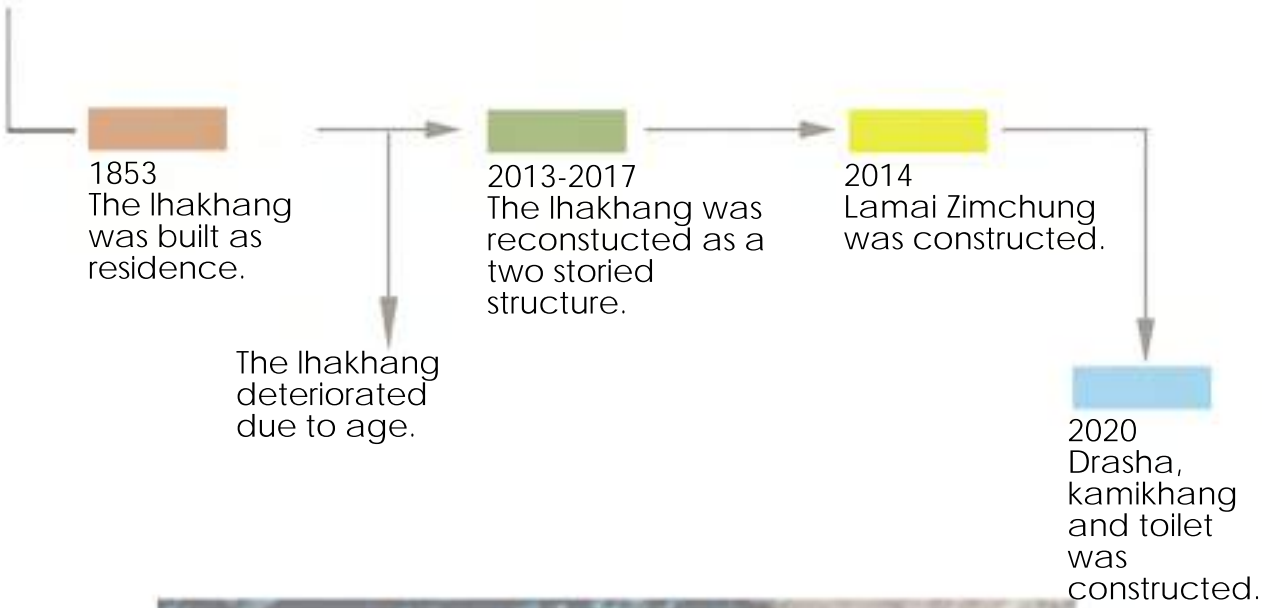 1853
The lhakhang
was built as
residence.
The lhakhang
deteriorated
due to age.
2013-2017
The lhakhang was
reconstucted as a
two storied
structure.
2014
Lamai Zimchung
was constructed.
2020
Drasha,
kamikhang
and toilet
was
constructed.